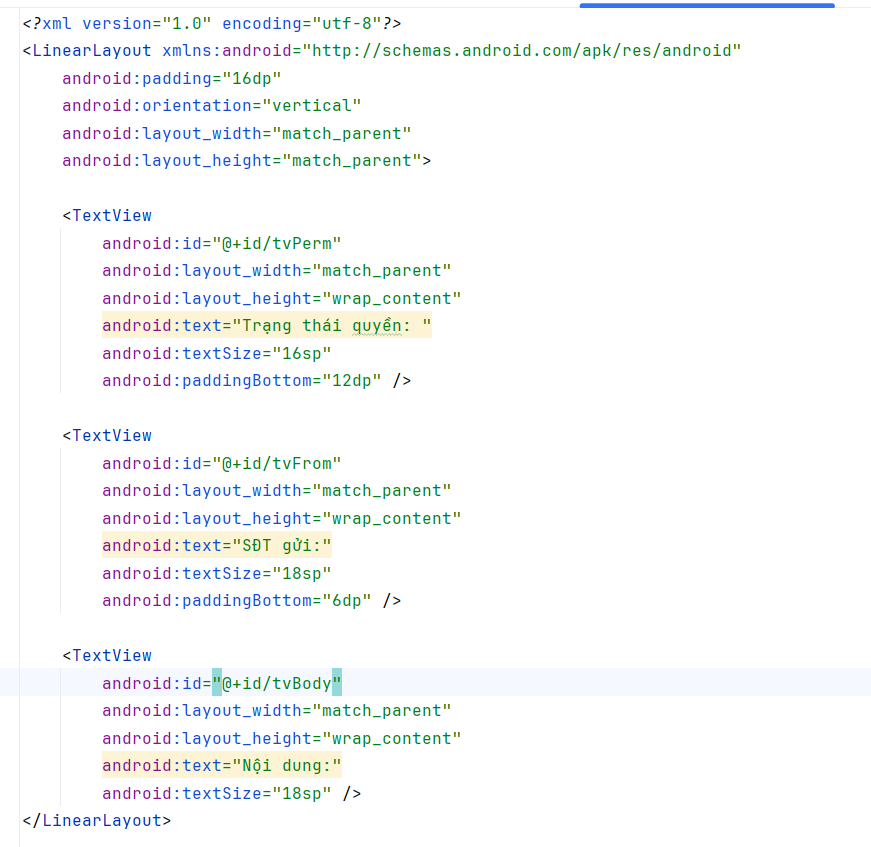 <?xml version="1.0" encoding="utf-8"?>
<LinearLayout xmlns:android="http://schemas.android.com/apk/res/android"
    android:padding="16dp"
    android:orientation="vertical"
    android:layout_width="match_parent"
    android:layout_height="match_parent">

    <TextView
        android:id="@+id/tvPerm"
        android:layout_width="match_parent"
        android:layout_height="wrap_content"
        android:text="Trạng thái quyền: "
        android:textSize="16sp"
        android:paddingBottom="12dp" />

    <TextView
        android:id="@+id/tvFrom"
        android:layout_width="match_parent"
        android:layout_height="wrap_content"
        android:text="SĐT gửi:"
        android:textSize="18sp"
        android:paddingBottom="6dp" />

    <TextView
        android:id="@+id/tvBody"
        android:layout_width="match_parent"
        android:layout_height="wrap_content"
        android:text="Nội dung:"
        android:textSize="18sp" />
</LinearLayout>